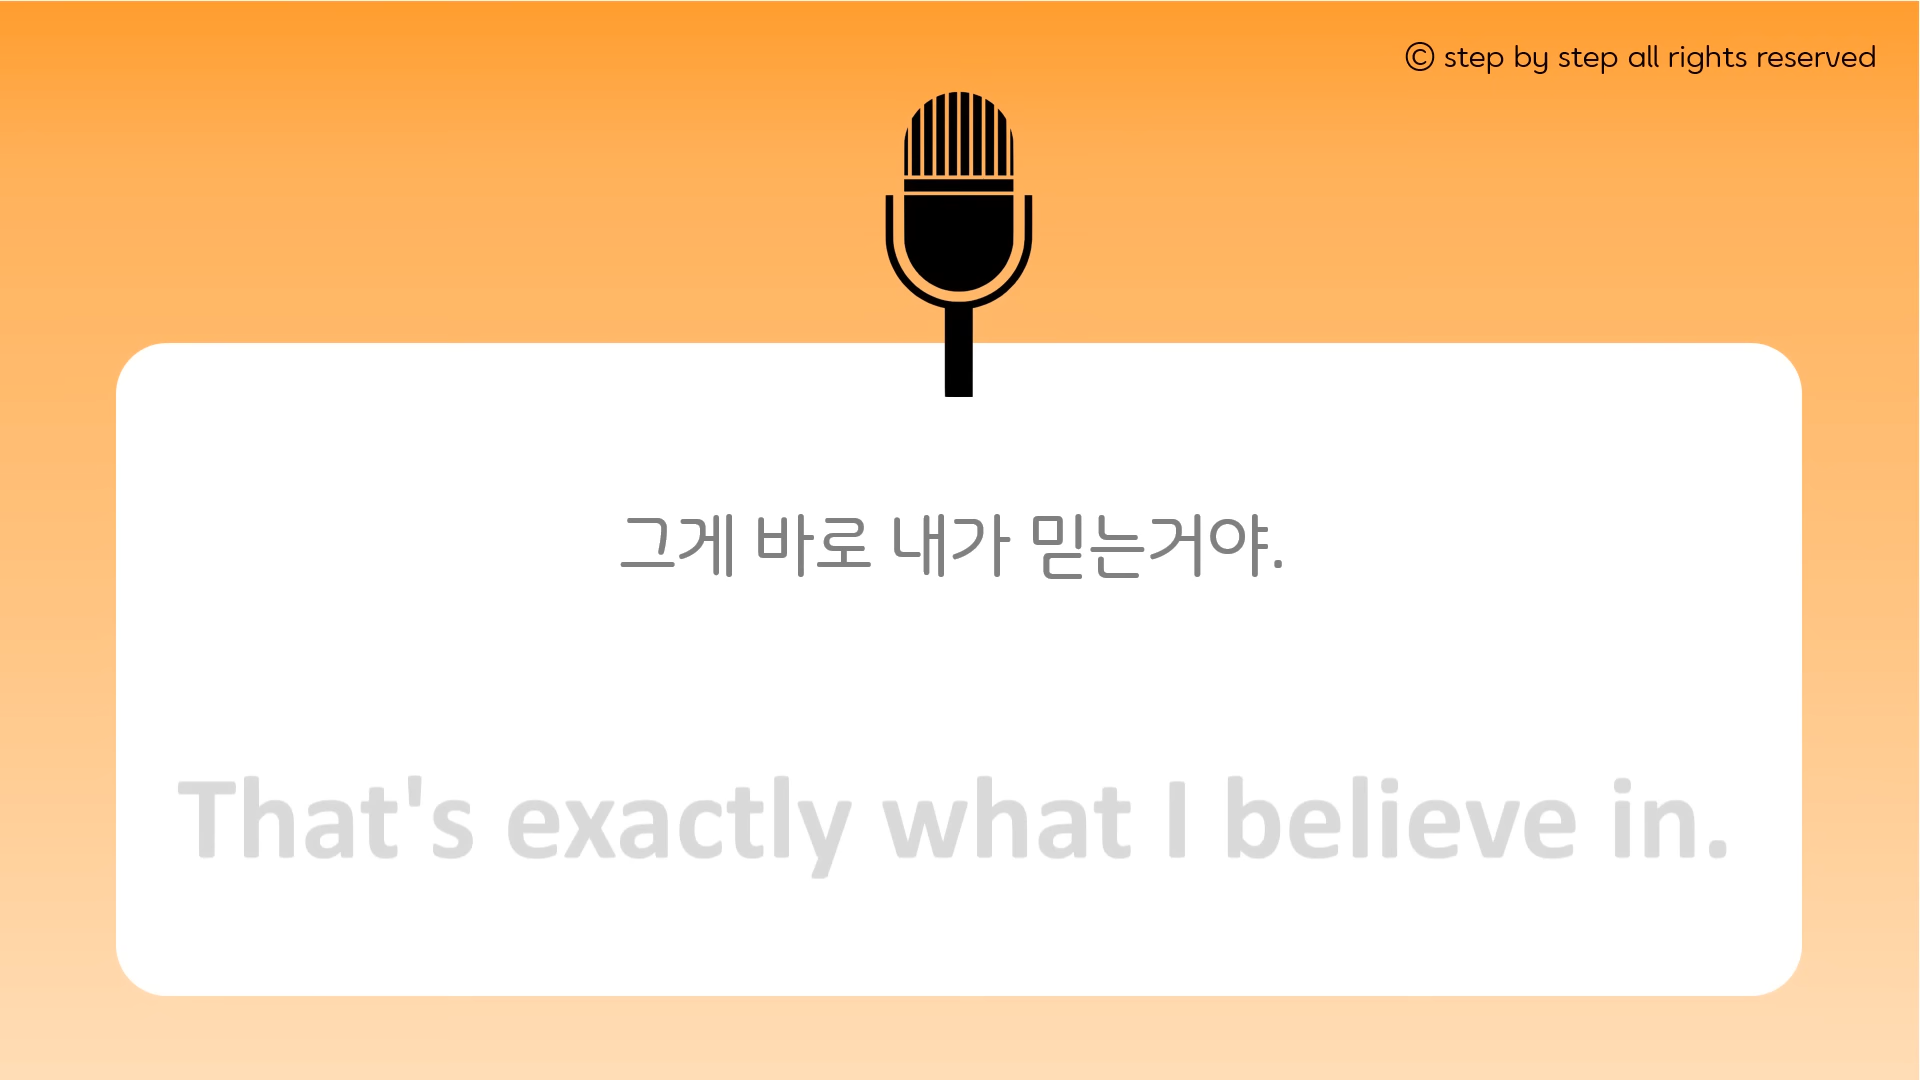 © step by step all rights reserved
그게 바로 내가 믿는거야.
That's exactly what I believe in.